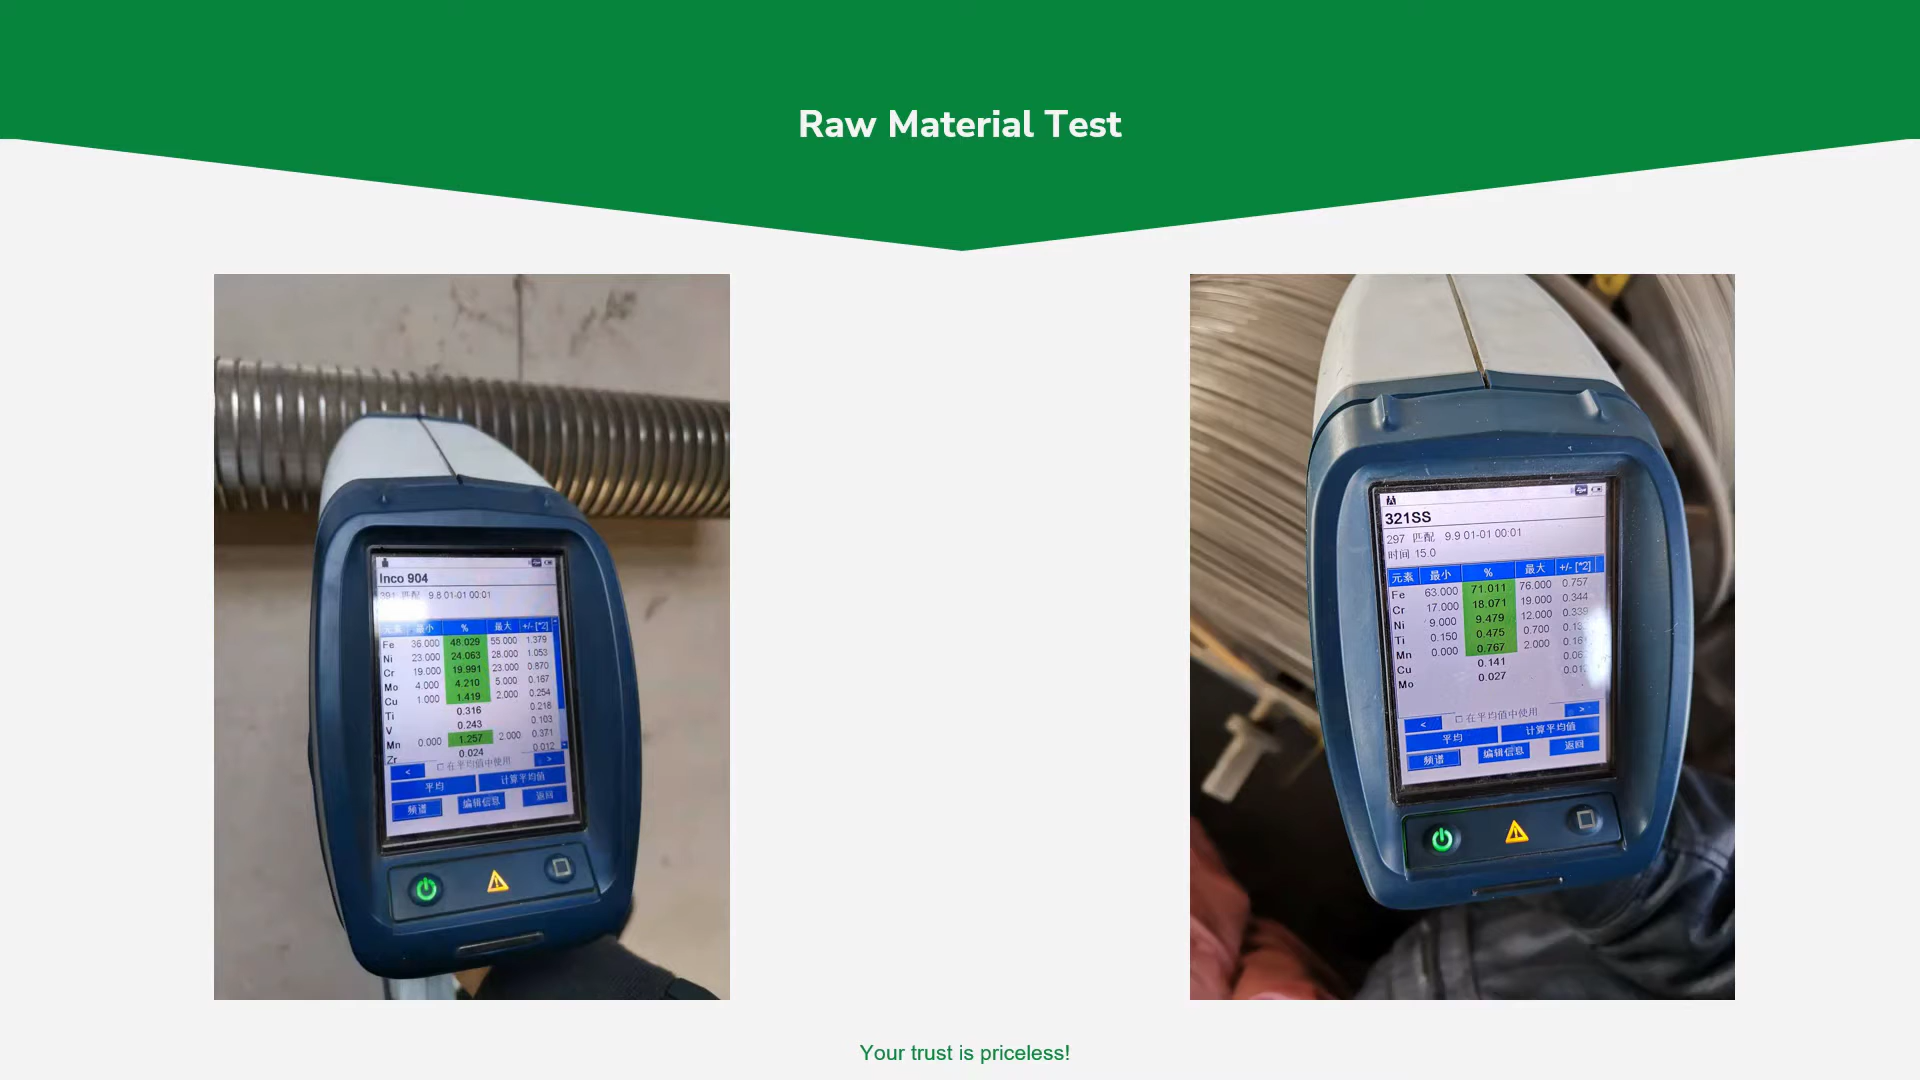 Raw Material Test
Inco 904
391 匹配 9.8 01-01 00:01
元素 最小 % 最大 +/- [*2]
Fe 36.000 48.029 55.000 1.379
Ni 23.000 24.063 28.000 1.053
Cr 19.000 19.991 23.000 0.870
Mo 4.000 4.210 5.000 0.167
Cu 1.000 1.419 2.000 0.254
Ti 0.316 0.218
V 0.243 0.103
Mn 0.000 1.257 2.000 0.371
Zr 0.024 0.012
< 在平均值中使用 >
平均 计算平均值
频谱 编辑信息 返回
321SS
297 匹配 9.9 01-01 00:01
时间 15.0
元素 最小 % 最大 +/- [*2]
Fe 63.000 71.011 76.000 0.757
Cr 17.000 18.071 19.000 0.344
Ni 9.000 9.479 12.000 0.339
Ti 0.150 0.475 0.700
Mn 0.000 0.767 2.000
Cu 0.141
Mo 0.027
< 在平均值中使用 >
平均 计算平均值
频谱 编辑信息 返回
Your trust is priceless!